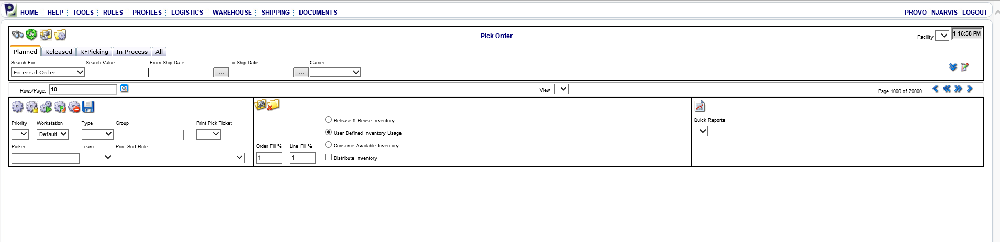 HOME HELP TOOLS RULES PROFILES LOGISTICS WAREHOUSE SHIPPING DOCUMENTS PROVO NJARVIS LOGOUT
Pick Order
Facility 1:16:58 PM
Planned Released RFPicking In Process All
Search For Search Value From Ship Date To Ship Date Carrier
External Order ... ...
Rows/Page: 10 View Page 1000 of 20000
Priority Workstation Type Group Print Pick Ticket
Default
Picker Team Print Sort Rule
Release & Reuse Inventory
User Defined Inventory Usage
Order Fill % Line Fill % Consume Available Inventory
1 1 Distribute Inventory
Quick Reports